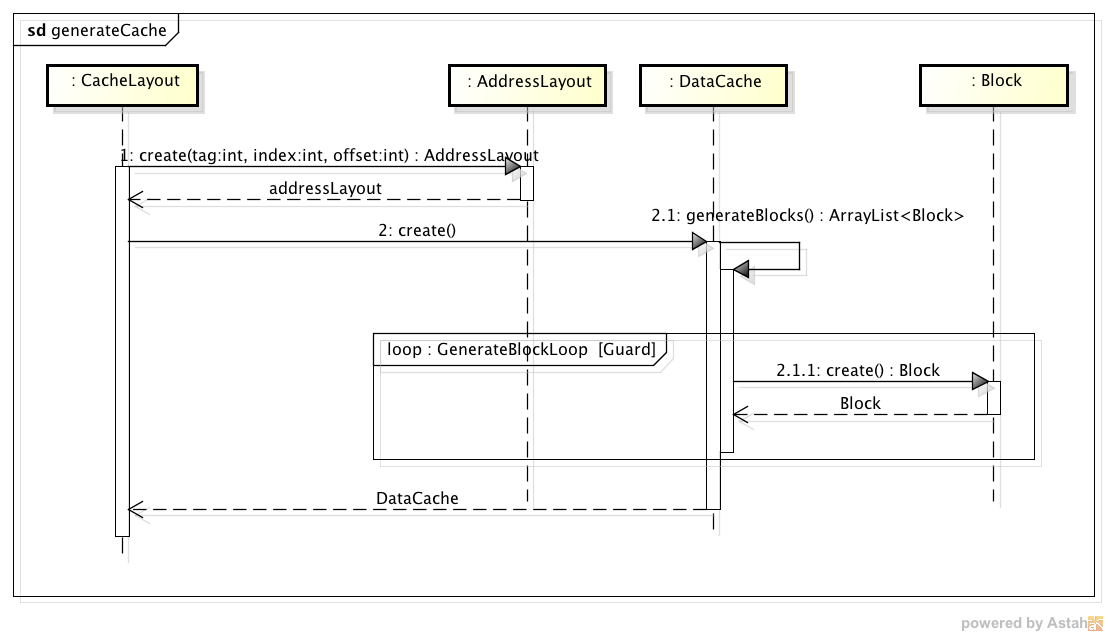 sd generateCache
: CacheLayout
: AddressLayout
: DataCache
: Block
1: create(tag:int, index:int, offset:int) : AddressLayout
addressLayout
2.1: generateBlocks() : ArrayList<Block>
2: create()
loop : GenerateBlockLoop [Guard]
2.1.1: create() : Block
Block
DataCache
powered by Astah